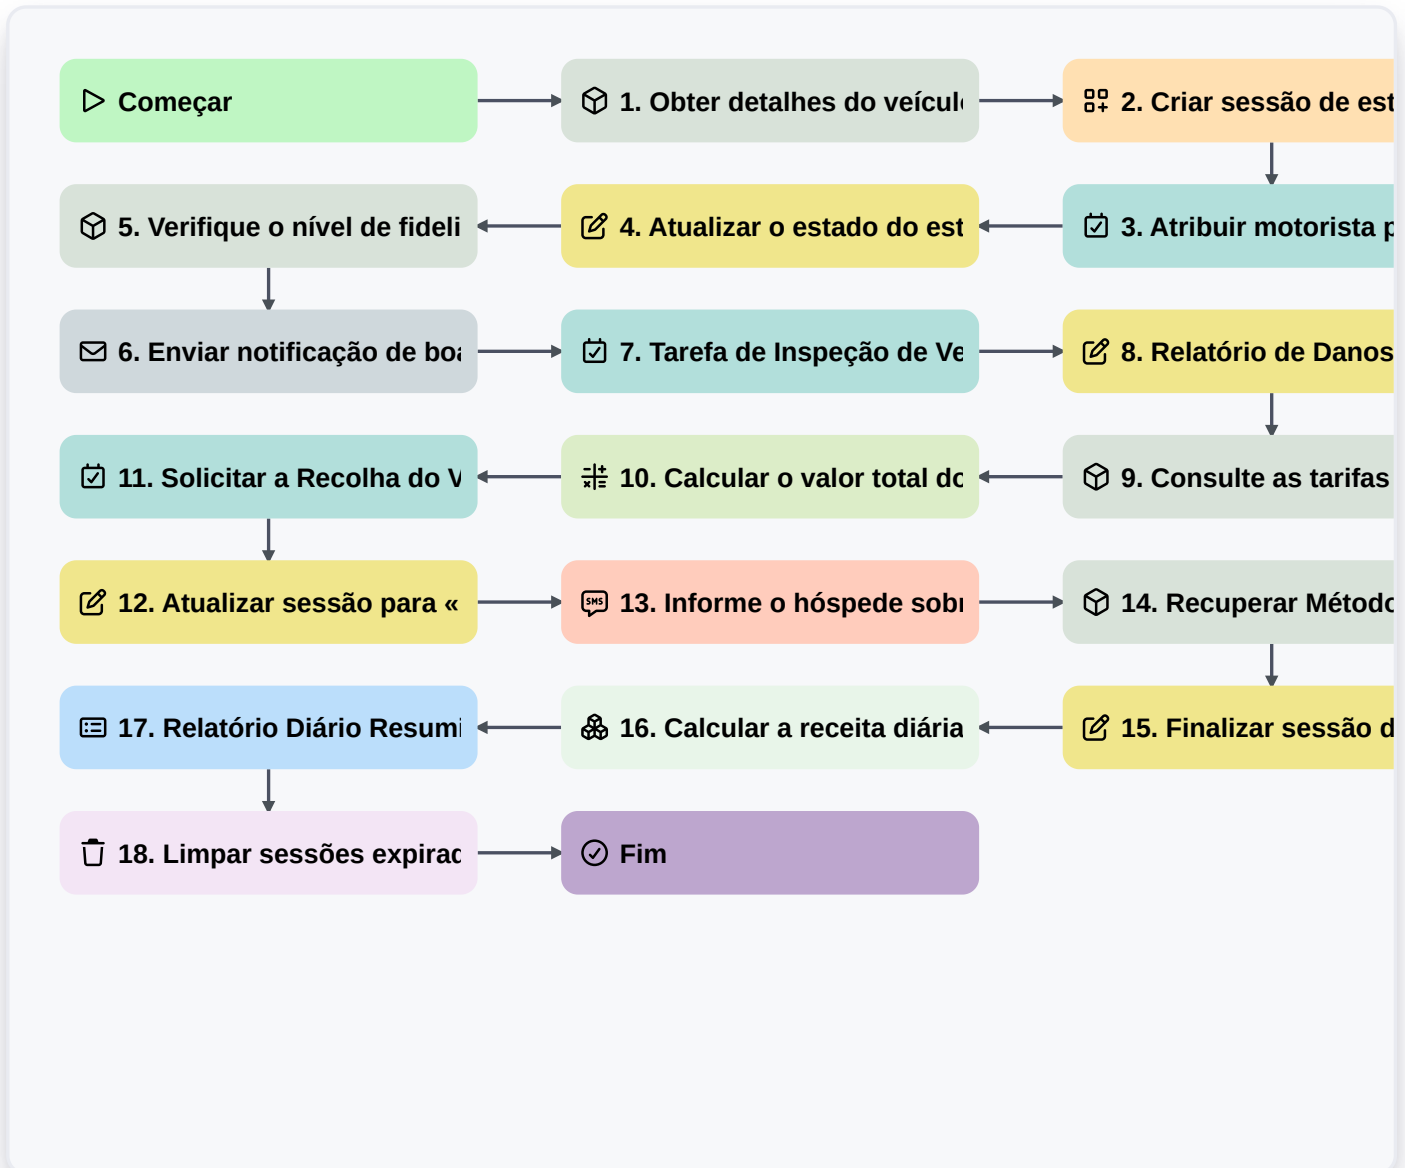 Começar
1. Obter detalhes do veícul
2. Criar sessão de est
5. Verifique o nível de fideli
4. Atualizar o estado do est
3. Atribuir motorista p
6. Enviar notificação de boa
7. Tarefa de Inspeção de Ve
8. Relatório de Danos
11. Solicitar a Recolha do V
10. Calcular o valor total do
9. Consulte as tarifas
12. Atualizar sessão para «
SMS
13. Informe o hóspede sobr
14. Recuperar Método
17. Relatório Diário Resumi
16. Calcular a receita diária
15. Finalizar sessão d
18. Limpar sessões expirad
Fim